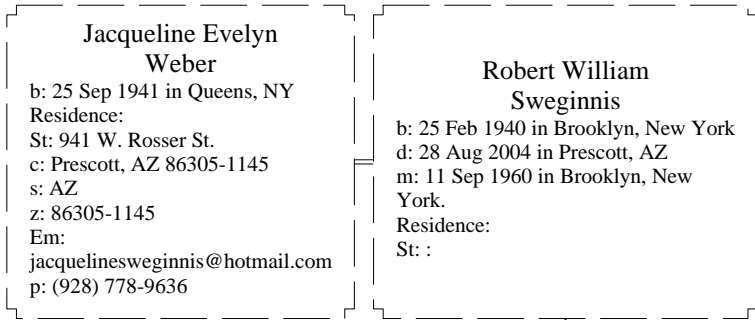 Jacqueline Evelyn
Weber
b: 25 Sep 1941 in Queens, NY
Residence:
St: 941 W. Rosser St.
c: Prescott, AZ 86305-1145
s: AZ
z: 86305-1145
Em:
jacquelinesweginnis@hotmail.com
p: (928) 778-9636
Robert William
Sweginnis
b: 25 Feb 1940 in Brooklyn, New York
d: 28 Aug 2004 in Prescott, AZ
m: 11 Sep 1960 in Brooklyn, New
York.
Residence:
St: :